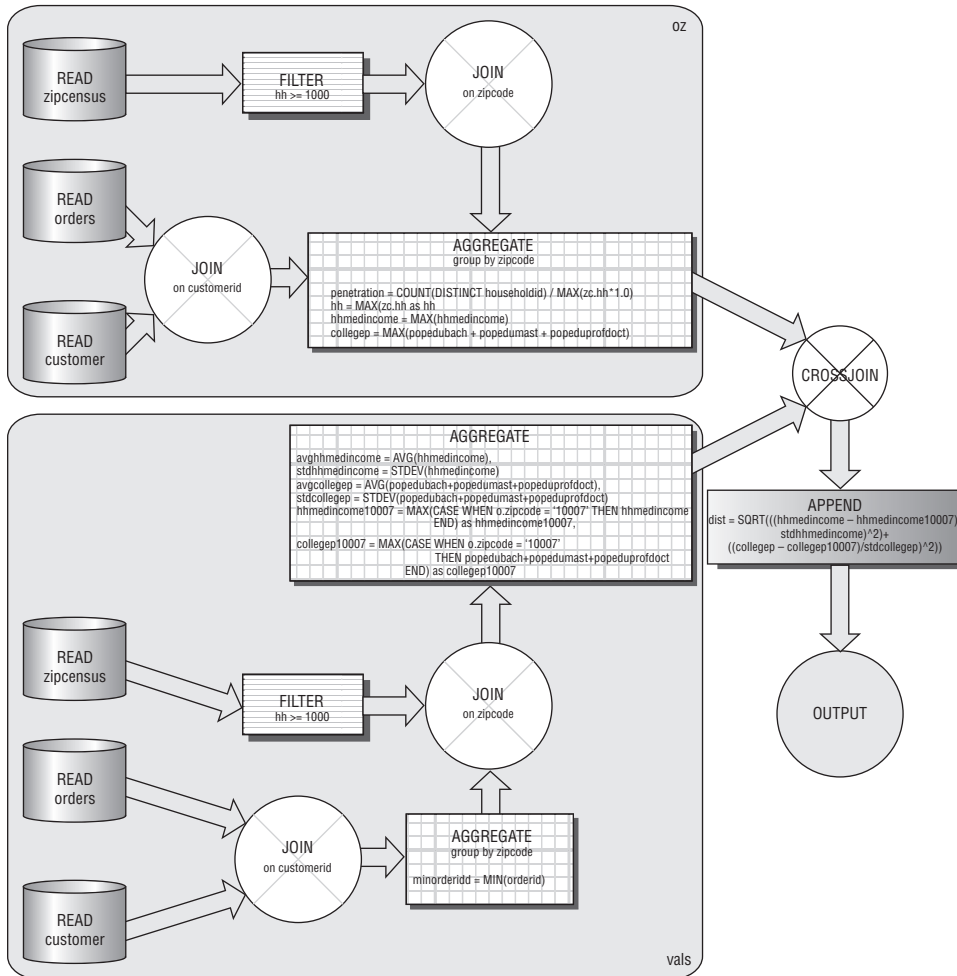 oz
READ
zipcensus
FILTER
hh >= 1000
JOIN
on zipcode
READ
orders
JOIN
on customerid
READ
customer
AGGREGATE
group by zipcode
penetration = COUNT(DISTINCT householdid) / MAX(zc.hh*1.0)
hh = MAX(zc.hh as hh
hhmedincome = MAX(hhmedincome)
collegep = MAX(popedubach + popedumast + popeduprofdoct)
CROSSJOIN
AGGREGATE
avghhmedincome = AVG(hhmedincome),
stdhhmedincome = STDEV(hhmedincome)
avgcollegep = AVG(popedubach+popedumast+popeduprofdoct),
stdcollegep = STDEV(popedubach+popedumast+popeduprofdoct)
hhmedincome10007 = MAX(CASE WHEN o.zipcode = '10007' THEN hhmedincome
END) as hhmedincome10007,
collegep10007 = MAX(CASE WHEN o.zipcode = '10007'
THEN popedubach+popedumast+popeduprofdoct
END) as collegep10007
APPEND
dist = SQRT(((hhmedincome – hhmedincome10007)
stdhhmedincome)^2)+
((collegep – collegep10007)/stdcollegep)^2))
READ
zipcensus
FILTER
hh >= 1000
JOIN
on zipcode
OUTPUT
READ
orders
JOIN
on customerid
AGGREGATE
group by zipcode
minorderidd = MIN(orderid)
READ
customer
vals